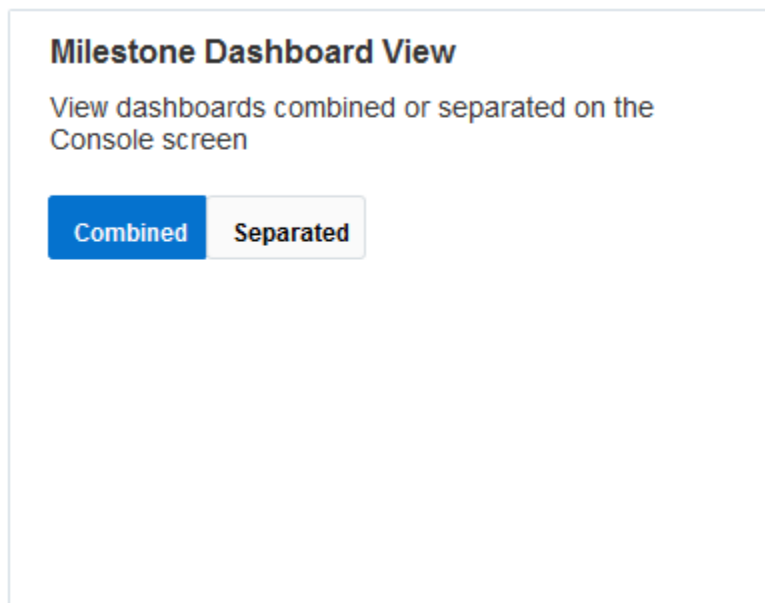 Milestone Dashboard View
View dashboards combined or separated on the
Console screen
Combined Separated